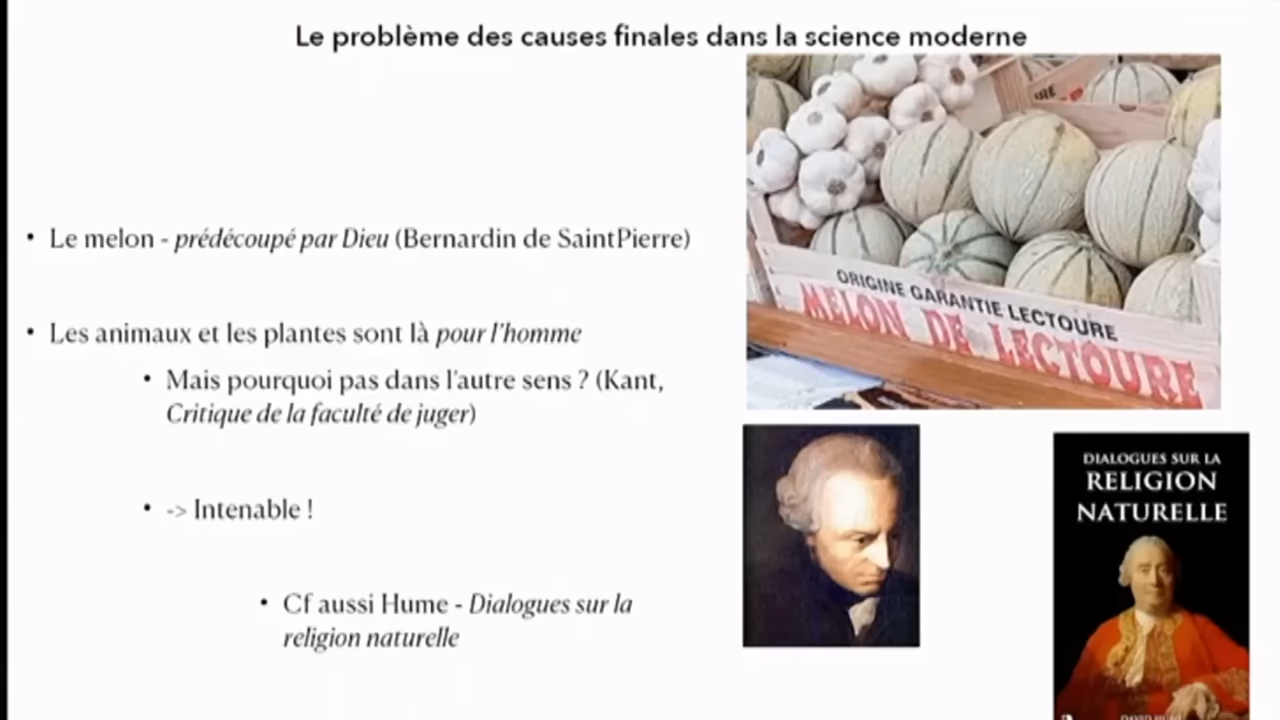 Le problème des causes finales dans la science moderne
• Le melon - prédécoupé par Dieu (Bernardin de SaintPierre)
• Les animaux et les plantes sont là pour l'homme
• Mais pourquoi pas dans l'autre sens ? (Kant,
Critique de la faculté de juger)
• -> Intenable !
• Cf aussi Hume - Dialogues sur la
religion naturelle
ORIGINE GARANTIE LECTOURE
MELON DE LECTOURE
DIALOGUES SUR LA
RELIGION
NATURELLE